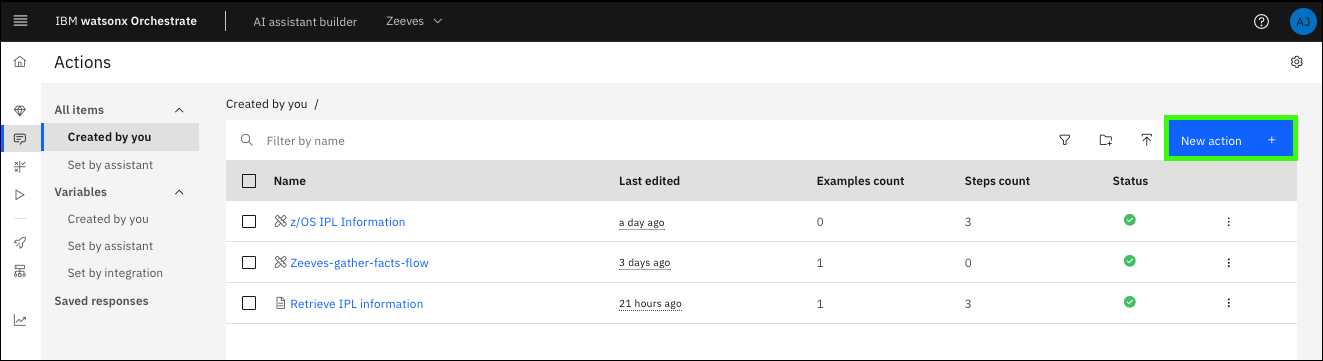 IBM watsonx Orchestrate AI assistant builder Zeeves AJ
Actions
All items
Created by you
Set by assistant
Variables
Created by you
Set by assistant
Set by integration
Saved responses
Created by you /
Filter by name New action +
Name Last edited Examples count Steps count Status
z/OS IPL Information a day ago 0 3
Zeeves-gather-facts-flow 3 days ago 1 0
Retrieve IPL information 21 hours ago 1 3